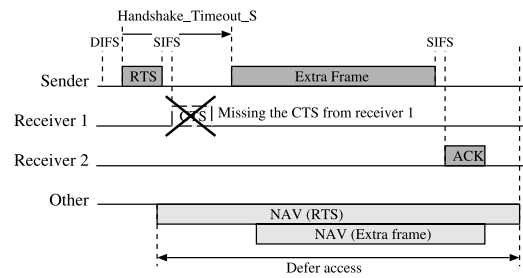 Handshake_Timeout_S
DIFS SIFS SIFS
Sender RTS Extra Frame
Receiver 1 CTS Missing the CTS from receiver 1
Receiver 2 ACK
Other NAV (RTS)
NAV (Extra frame)
Defer access